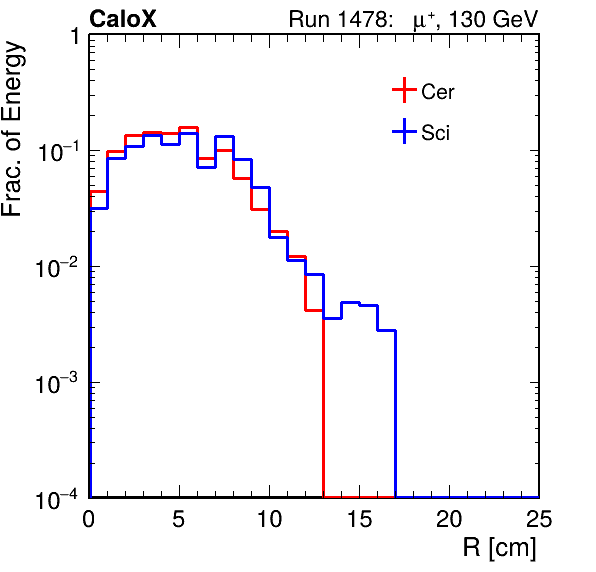 CaloX Run 1478: μ⁺, 130 GeV
Frac. of Energy
1
10⁻¹
10⁻²
10⁻³
10⁻⁴
Cer
Sci
0 5 10 15 20 25
R [cm]